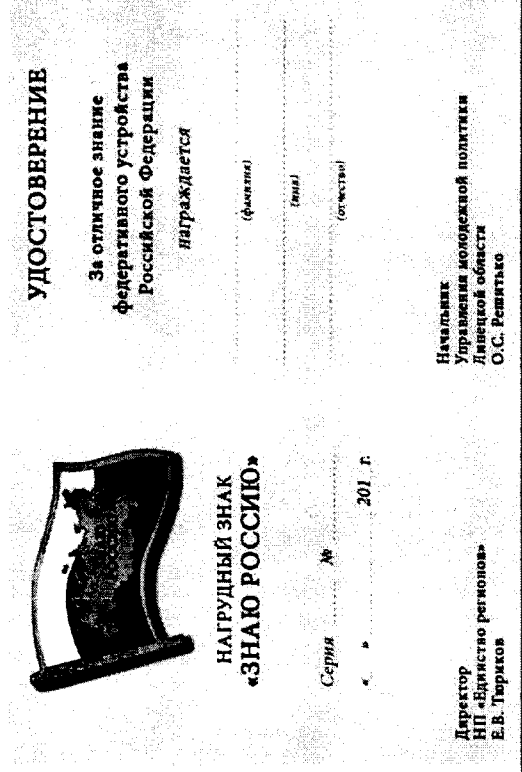 НАГРУДНЫЙ ЗНАК
«ЗНАЮ РОССИЮ»
Серия ........ № ........
« » ........ 201 г.
Директор
НП «Единство регионов»
Е.В. Тюриков
УДОСТОВЕРЕНИЕ
За отличное знание
федеративного устройства
Российской Федерации
награждается
(фамилия)
(имя)
(отчество)
Начальник
Управления молодежной политики
Липецкой области
О.С. Решитько